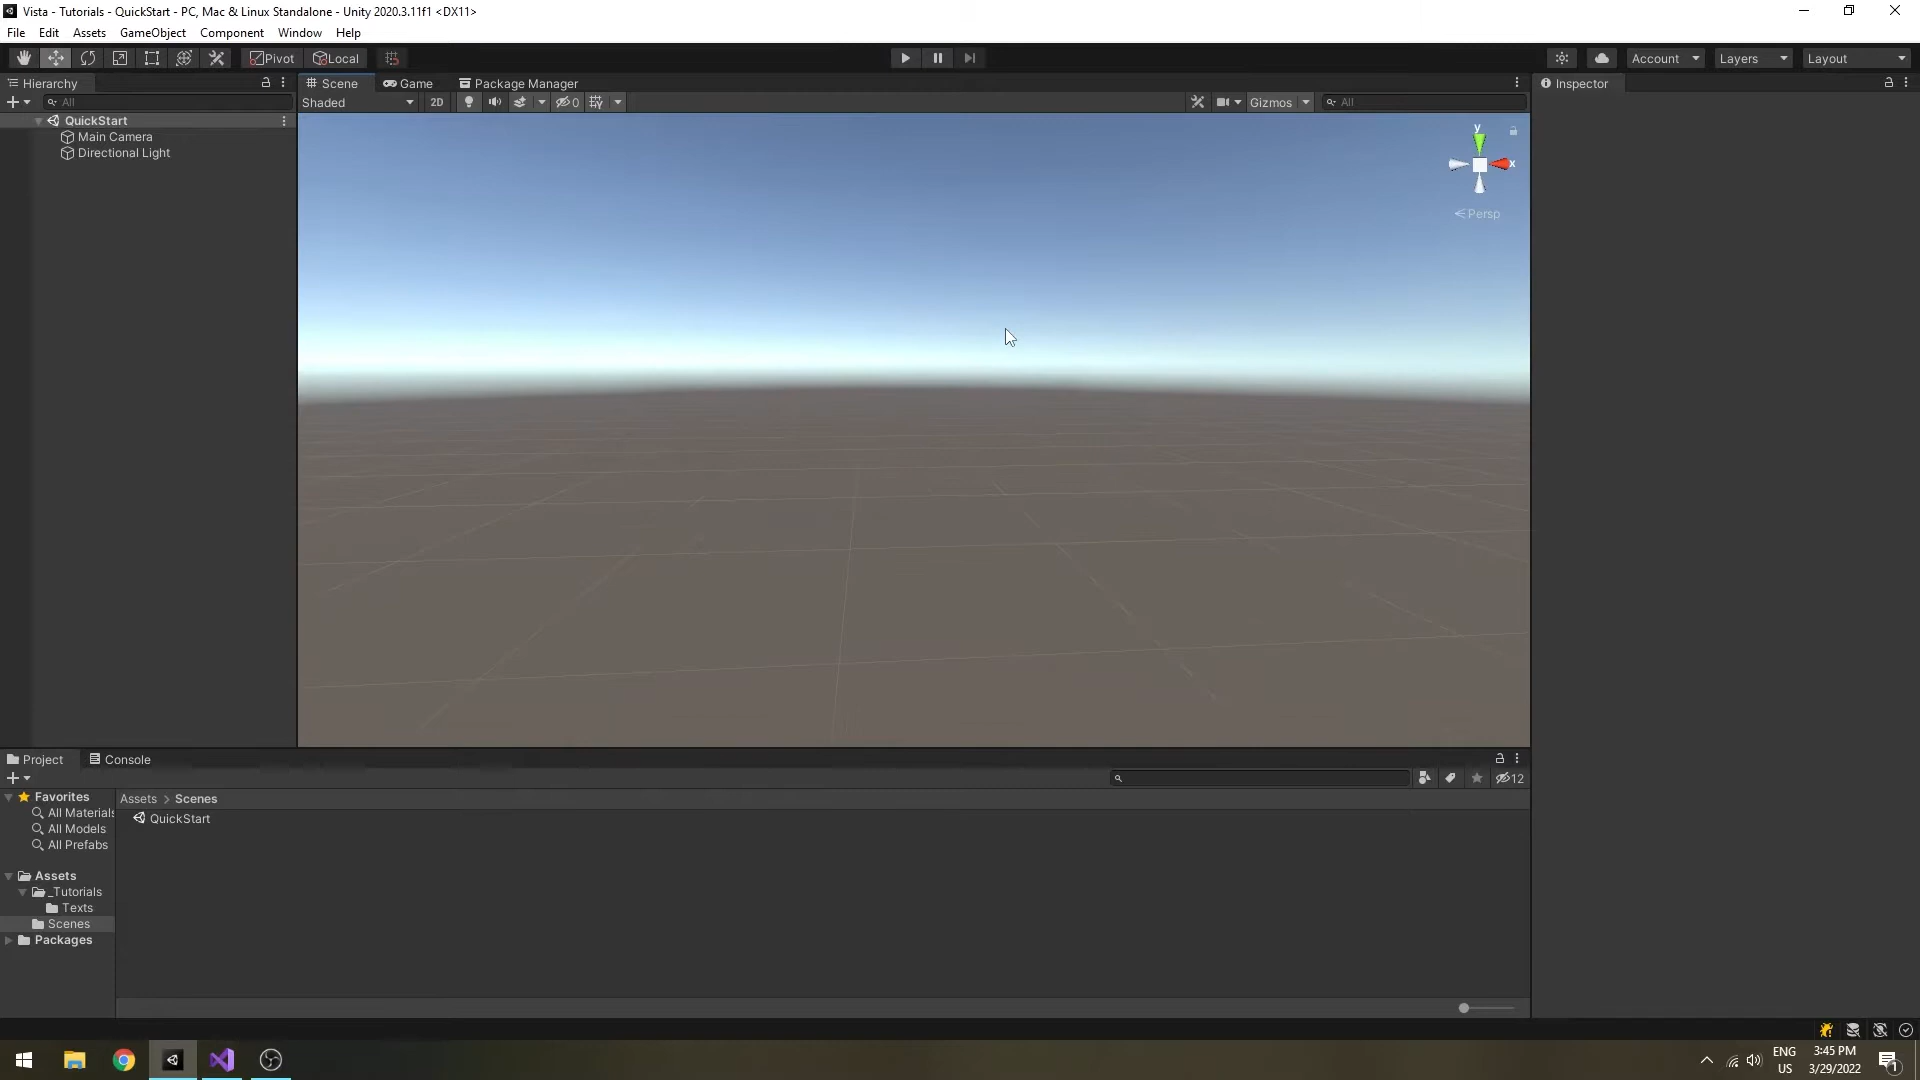 Vista - Tutorials - QuickStart - PC, Mac & Linux Standalone - Unity 2020.3.11f1 <DX11>
File Edit Assets GameObject Component Window Help
Pivot Local Account Layers Layout
Hierarchy Scene Game Package Manager Inspector
All Shaded 2D 0 Gizmos All
QuickStart
Main Camera
Directional Light
y
x
Persp
Project Console
12
Favorites
All Materials
All Models
All Prefabs
Assets
_Tutorials
Texts
Scenes
Packages
Assets > Scenes
QuickStart
ENG
US
3:45 PM
3/29/2022
1